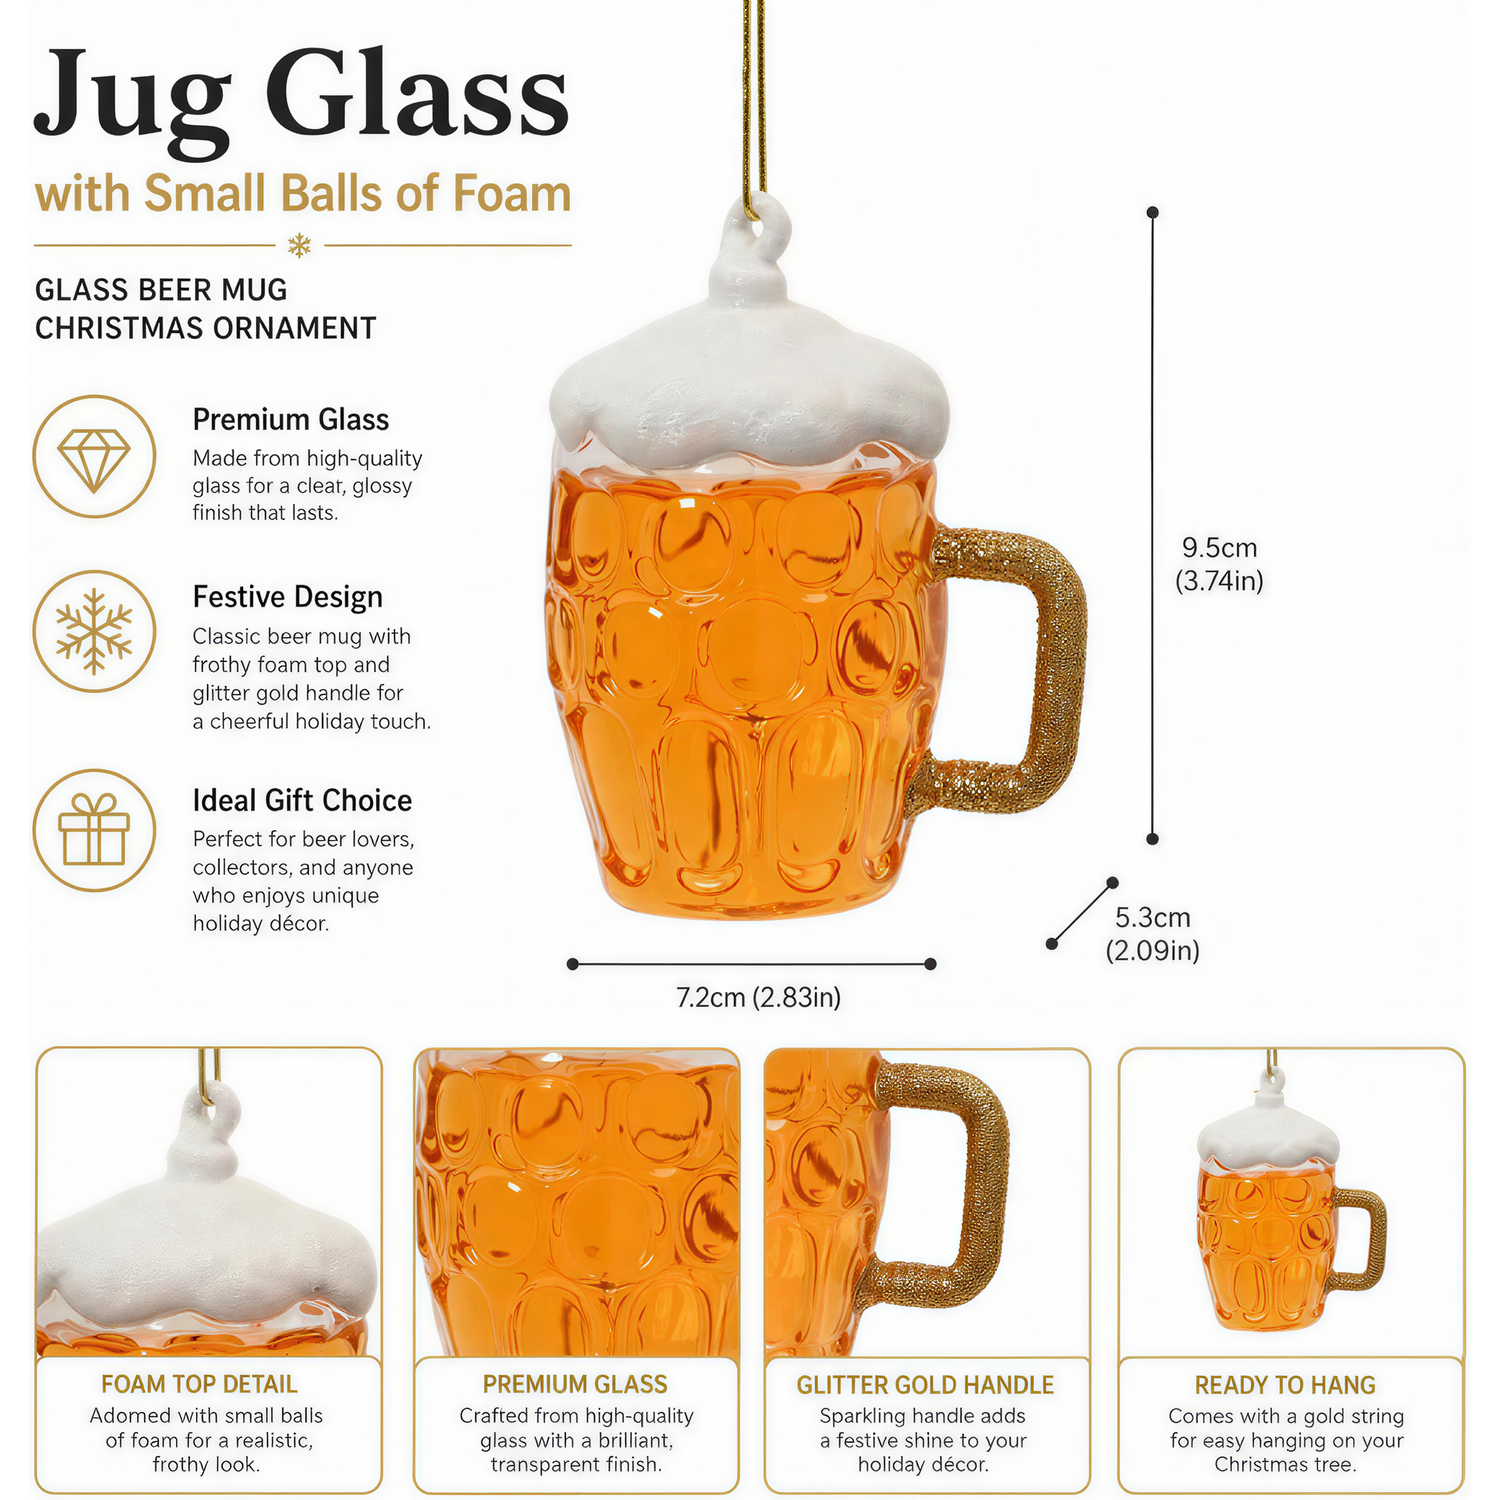 Jug Glass
with Small Balls of Foam
GLASS BEER MUG
CHRISTMAS ORNAMENT
Premium Glass
Made from high-quality
glass for a clear, glossy
finish that lasts.
Festive Design
Classic beer mug with
frothy foam top and
glitter gold handle for
a cheerful holiday touch.
Ideal Gift Choice
Perfect for beer lovers,
collectors, and anyone
who enjoys unique
holiday décor.
9.5cm
(3.74in)
5.3cm
(2.09in)
7.2cm (2.83in)
FOAM TOP DETAIL
Adomed with small balls
of foam for a realistic,
frothy look.
PREMIUM GLASS
Crafted from high-quality
glass with a brilliant,
transparent finish.
GLITTER GOLD HANDLE
Sparkling handle adds
a festive shine to your
holiday décor.
READY TO HANG
Comes with a gold string
for easy hanging on your
Christmas tree.